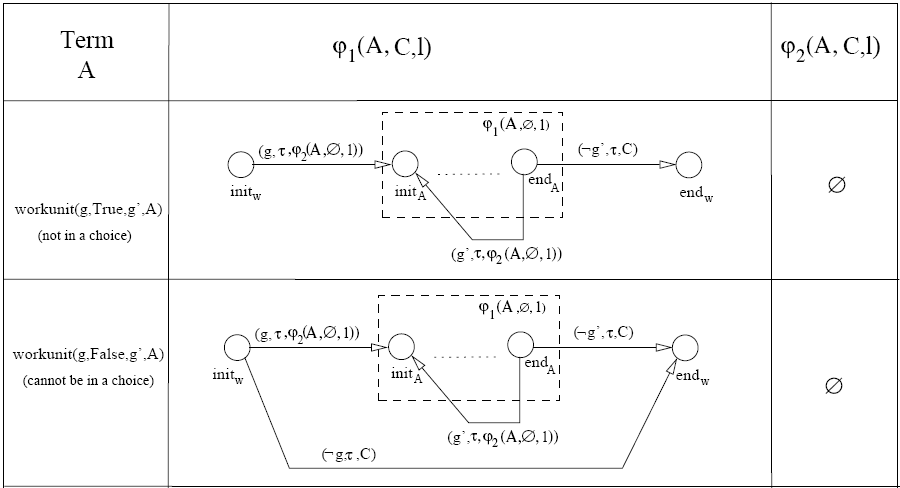 Term
A
φ₁(A, C,l)
φ₂(A, C,l)
workunit(g,True,g',A)
(not in a choice)
(g, τ ,φ₂(A,∅, 1))
φ₁(A,∅, 1)
(¬g',τ,C)
init_w
init_A
........
end_A
end_w
(g',τ,φ₂(A,∅, 1))
∅
workunit(g,False,g',A)
(cannot be in a choice)
(g, τ,φ₂(A,∅, 1))
φ₁(A,∅, 1)
(¬g',τ,C)
init_w
init_A
........
end_A
end_w
(g',τ,φ₂(A,∅, 1))
(¬g,τ ,C)
∅